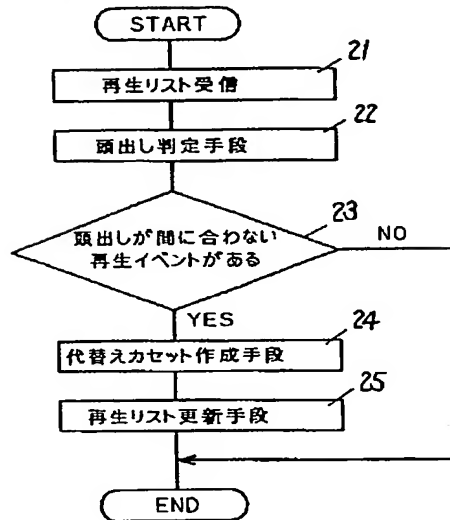 START
21
再生リスト受信
22
頭出し判定手段
23
頭出しが間に合わない
再生イベントがある
NO
YES
24
代替えカセット作成手段
25
再生リスト更新手段
END